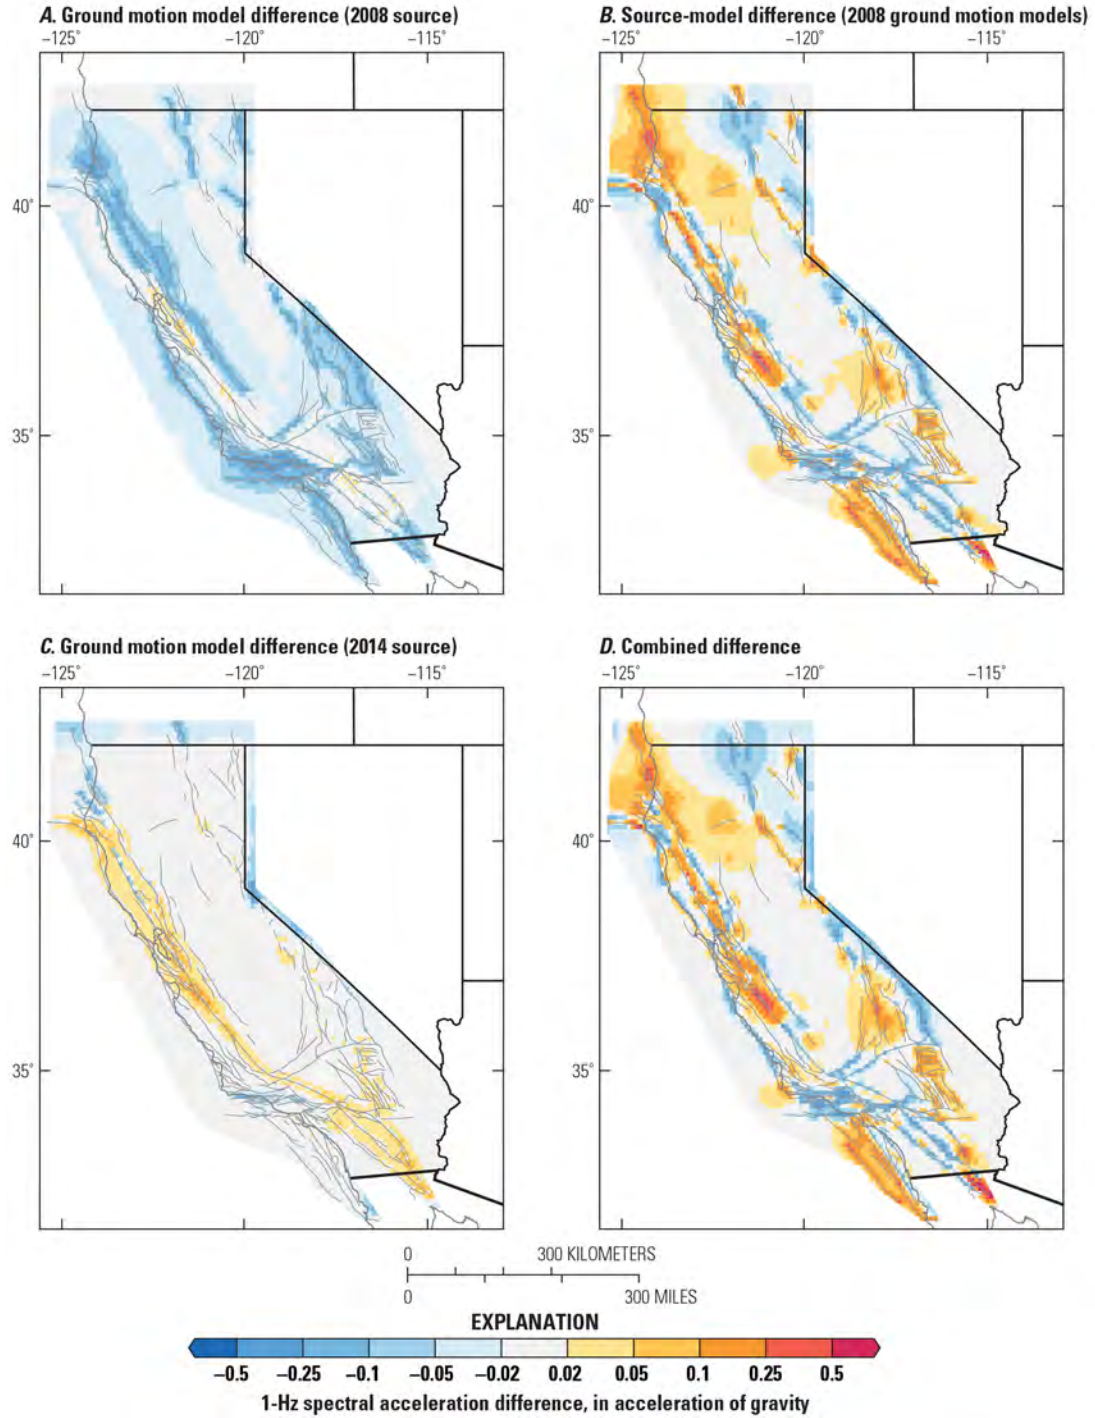 A. Ground motion model difference (2008 source)
−125° −120° −115°
40°
35°
B. Source-model difference (2008 ground motion models)
−125° −120° −115°
40°
35°
C. Ground motion model difference (2014 source)
−125° −120° −115°
40°
35°
D. Combined difference
−125° −120° −115°
40°
35°
0 300 KILOMETERS
0 300 MILES
EXPLANATION
−0.5 −0.25 −0.1 −0.05 −0.02 0.02 0.05 0.1 0.25 0.5
1-Hz spectral acceleration difference, in acceleration of gravity